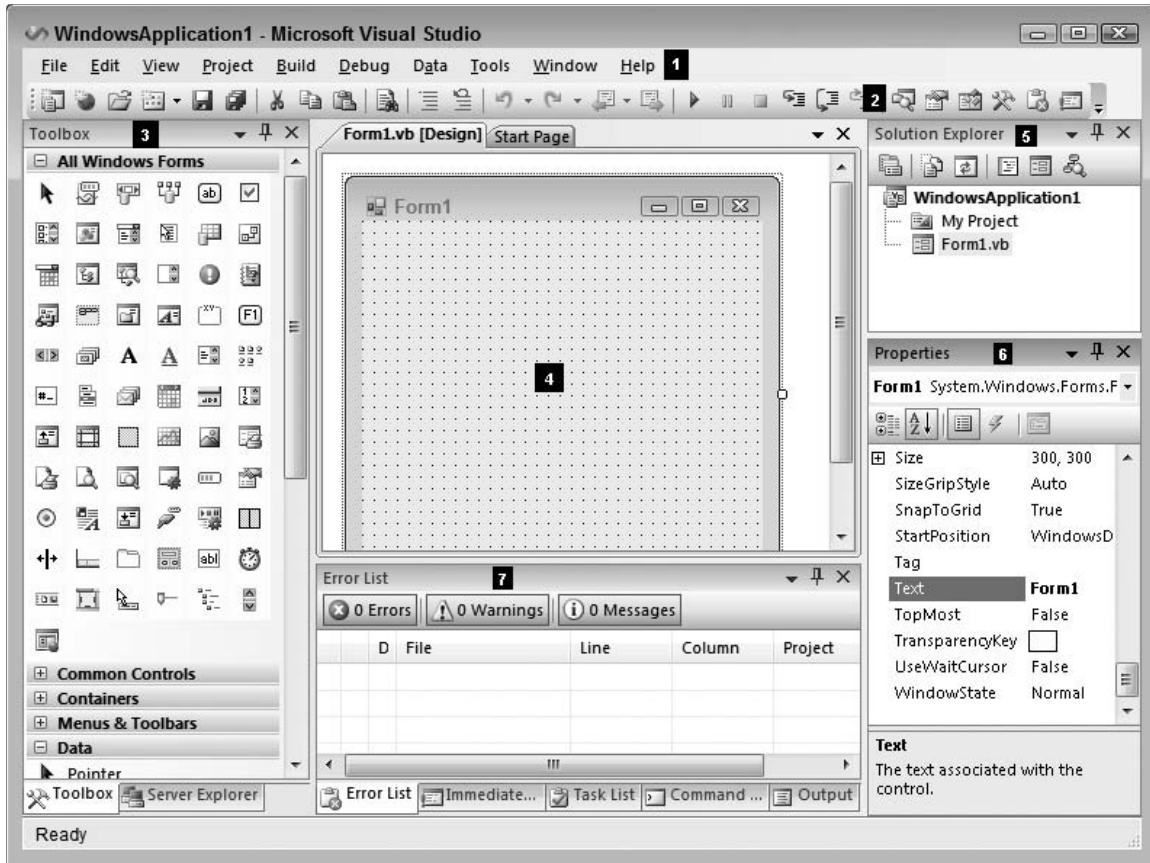 WindowsApplication1 - Microsoft Visual Studio
File Edit View Project Build Debug Data Tools Window Help 1
2
Toolbox 3
All Windows Forms
ab
XY
F1
A
A
abl
Common Controls
Containers
Menus & Toolbars
Data
Pointer
Toolbox Server Explorer
Form1.vb [Design] Start Page
Form1
4
Error List 7
0 Errors 0 Warnings 0 Messages
D File Line Column Project
Error List Immediate... Task List Command ... Output
Solution Explorer 5
WindowsApplication1
My Project
Form1.vb
Properties 6
Form1 System.Windows.Forms.F
Size 300, 300
SizeGripStyle Auto
SnapToGrid True
StartPosition WindowsD
Tag
Text Form1
TopMost False
TransparencyKey
UseWaitCursor False
WindowState Normal
Text
The text associated with the
control.
Ready